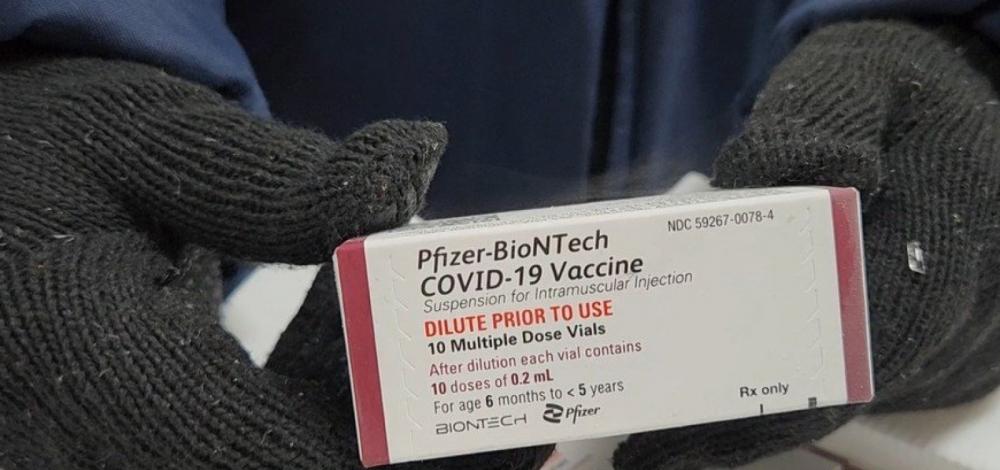 NDC 59267-0078-4
Pfizer-BioNTech
COVID-19 Vaccine
Suspension for Intramuscular Injection
DILUTE PRIOR TO USE
10 Multiple Dose Vials
After dilution each vial contains
10 doses of 0.2 mL
For age 6 months to < 5 years
Rx only
BIONTECH Pfizer